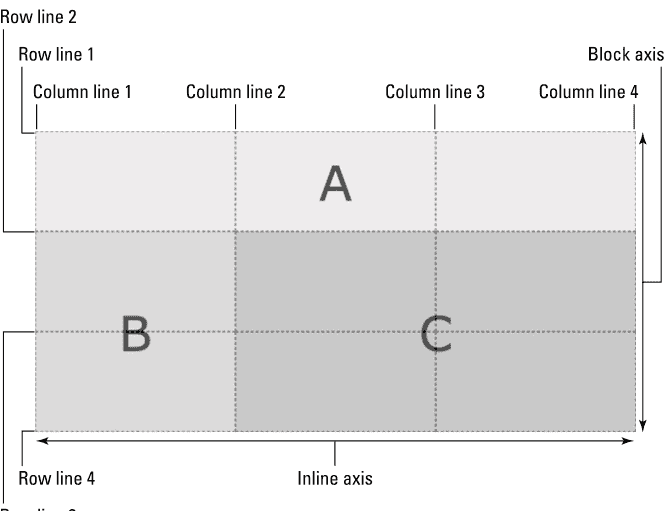 Row line 2
Row line 1
Block axis
Column line 1
Column line 2
Column line 3
Column line 4
A
B
C
Row line 4
Inline axis